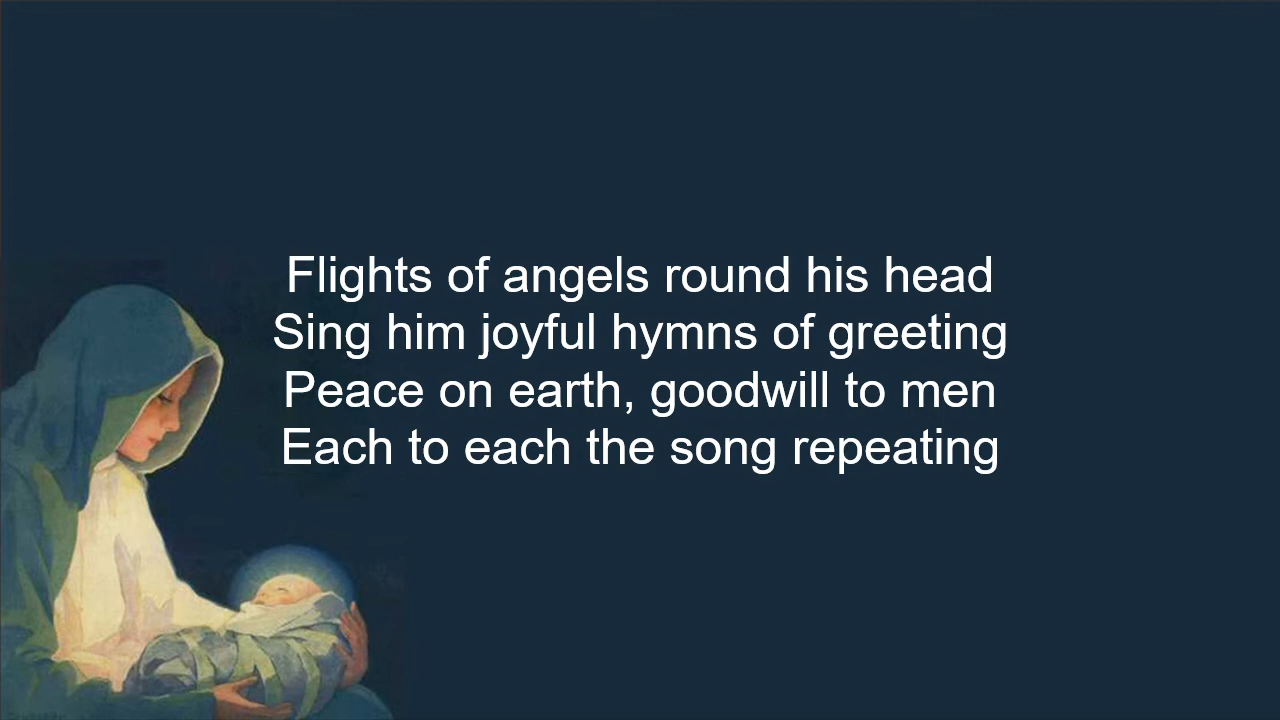 Flights of angels round his head
Sing him joyful hymns of greeting
Peace on earth, goodwill to men
Each to each the song repeating